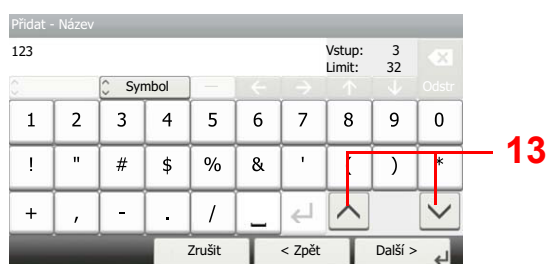 Přidat - Název
123
Vstup: 3
Limit: 32
Symbol
Odstr
1 2 3 4 5 6 7 8 9 0
! " # $ % & ' ( ) *
+ , - . / _
13
Zrušit < Zpět Další >